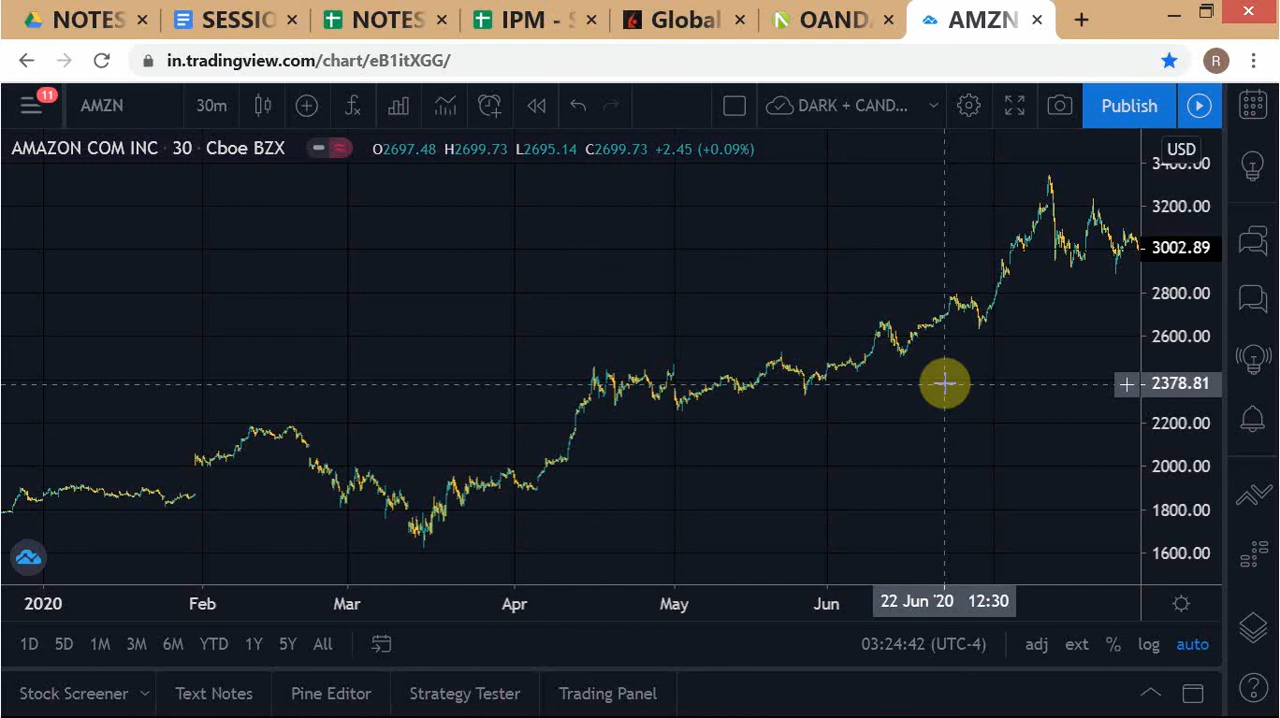 NOTES × SESSIO × NOTES × IPM - S × Global × OAND × AMZN × +
in.tradingview.com/chart/eB1itXGG/ R
11 AMZN 30m DARK + CAND... Publish
AMAZON COM INC · 30 · Cboe BZX O2697.48 H2699.73 L2695.14 C2699.73 +2.45 (+0.09%) USD
3400.00
3200.00
3002.89
2800.00
2600.00
2378.81
2200.00
2000.00
1800.00
1600.00
2020 Feb Mar Apr May Jun 22 Jun '20 12:30
1D 5D 1M 3M 6M YTD 1Y 5Y All 03:24:42 (UTC-4) adj ext % log auto
Stock Screener Text Notes Pine Editor Strategy Tester Trading Panel